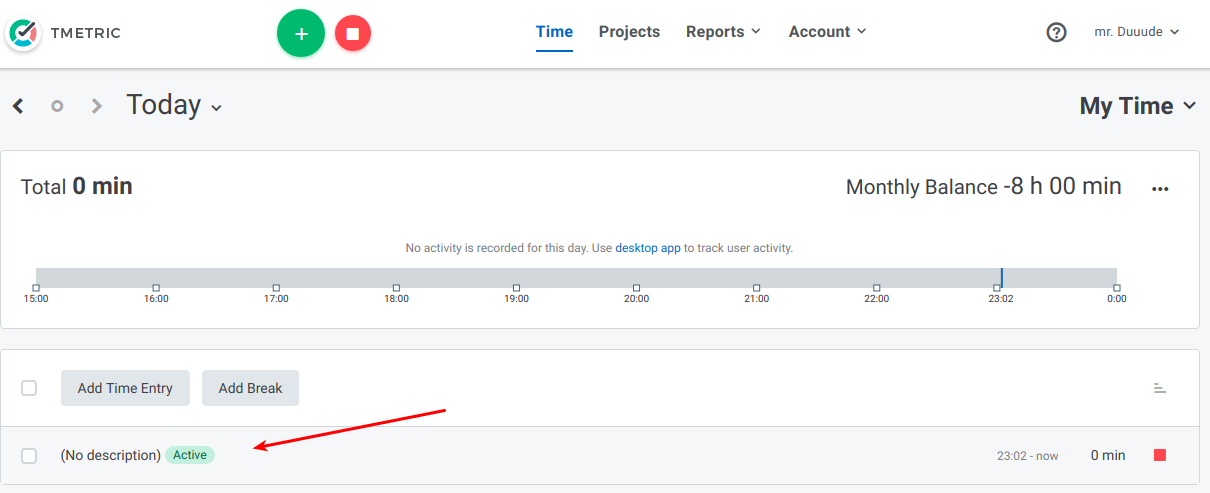 TMETRIC
+
Time Projects Reports Account
? mr. Duuude
Today
My Time
Total 0 min
Monthly Balance -8 h 00 min
No activity is recorded for this day. Use desktop app to track user activity.
15:00 16:00 17:00 18:00 19:00 20:00 21:00 22:00 23:02 0:00
Add Time Entry Add Break
(No description) Active 23:02 - now 0 min